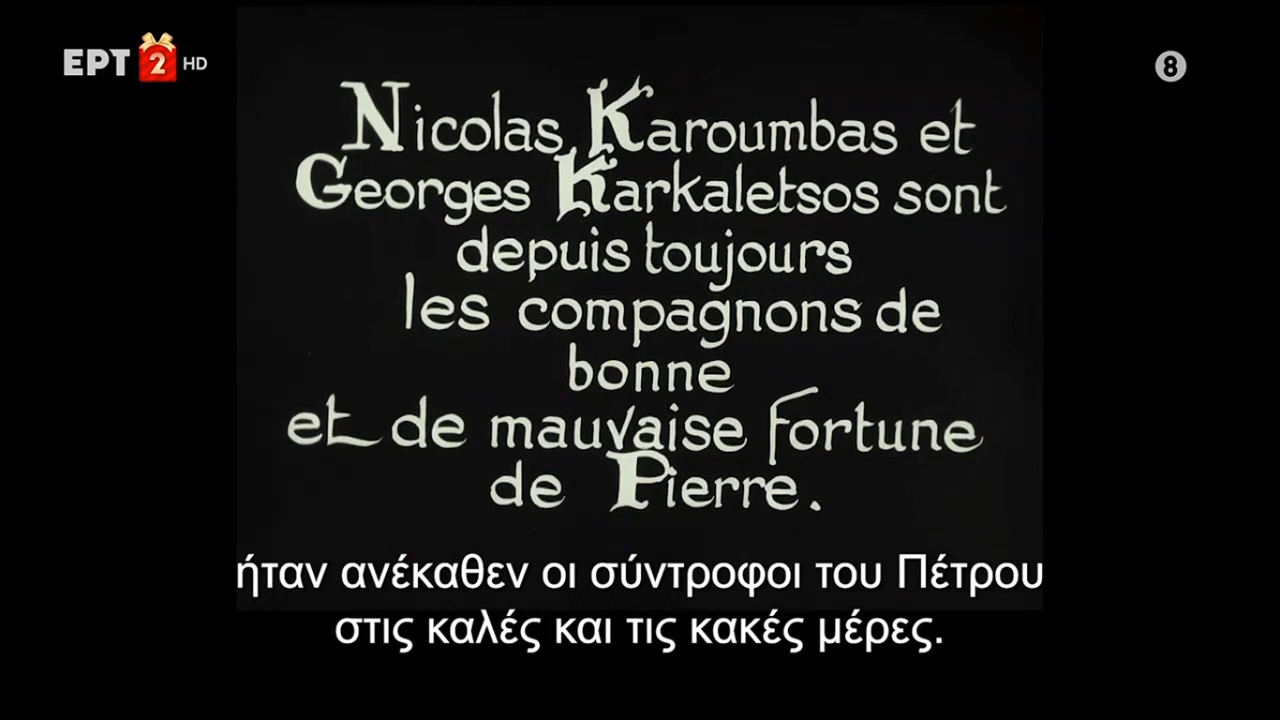 ΕΡΤ 2 HD
8
Nicolas Karoumbas et
Georges Karkaletsos sont
depuis toujours
les compagnons de
bonne
et de mauvaise fortune
de Pierre.
ήταν ανέκαθεν οι σύντροφοι του Πέτρου
στις καλές και τις κακές μέρες.